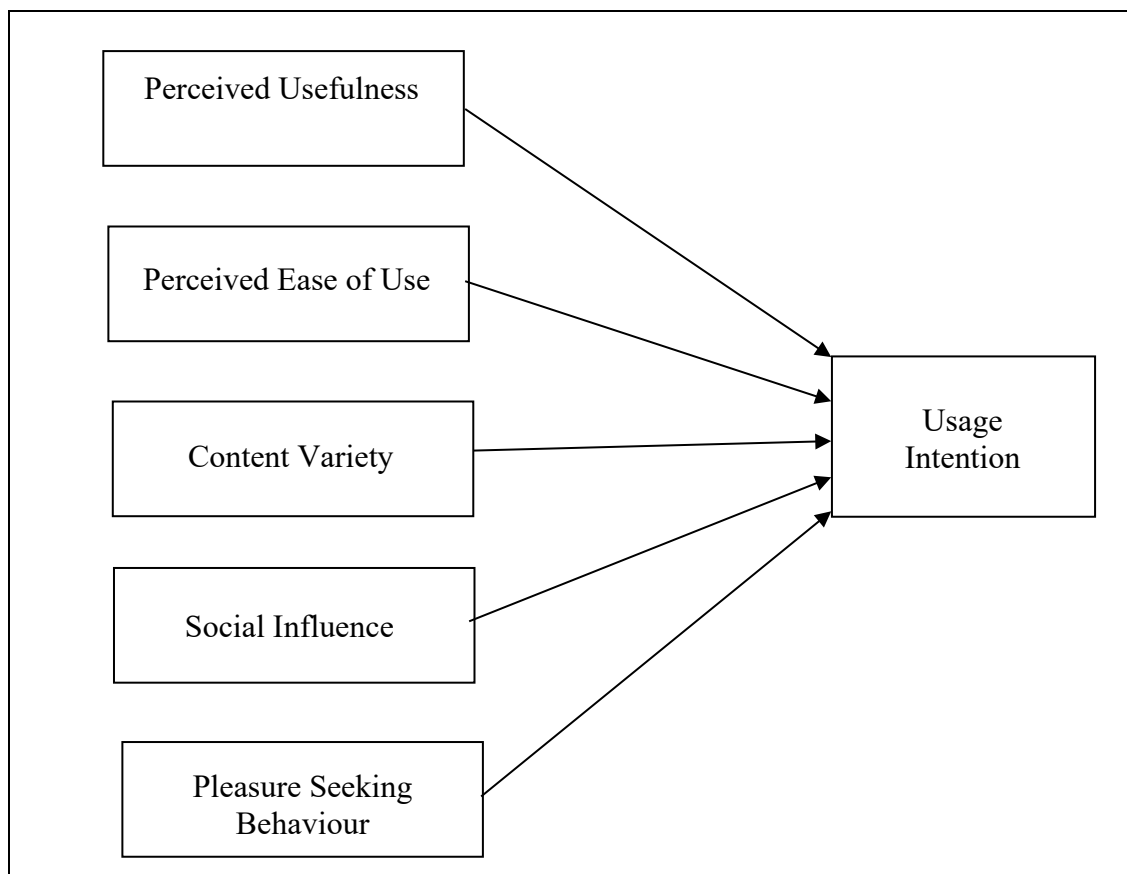 Perceived Usefulness
Perceived Ease of Use
Content Variety
Social Influence
Pleasure Seeking
Behaviour
Usage
Intention